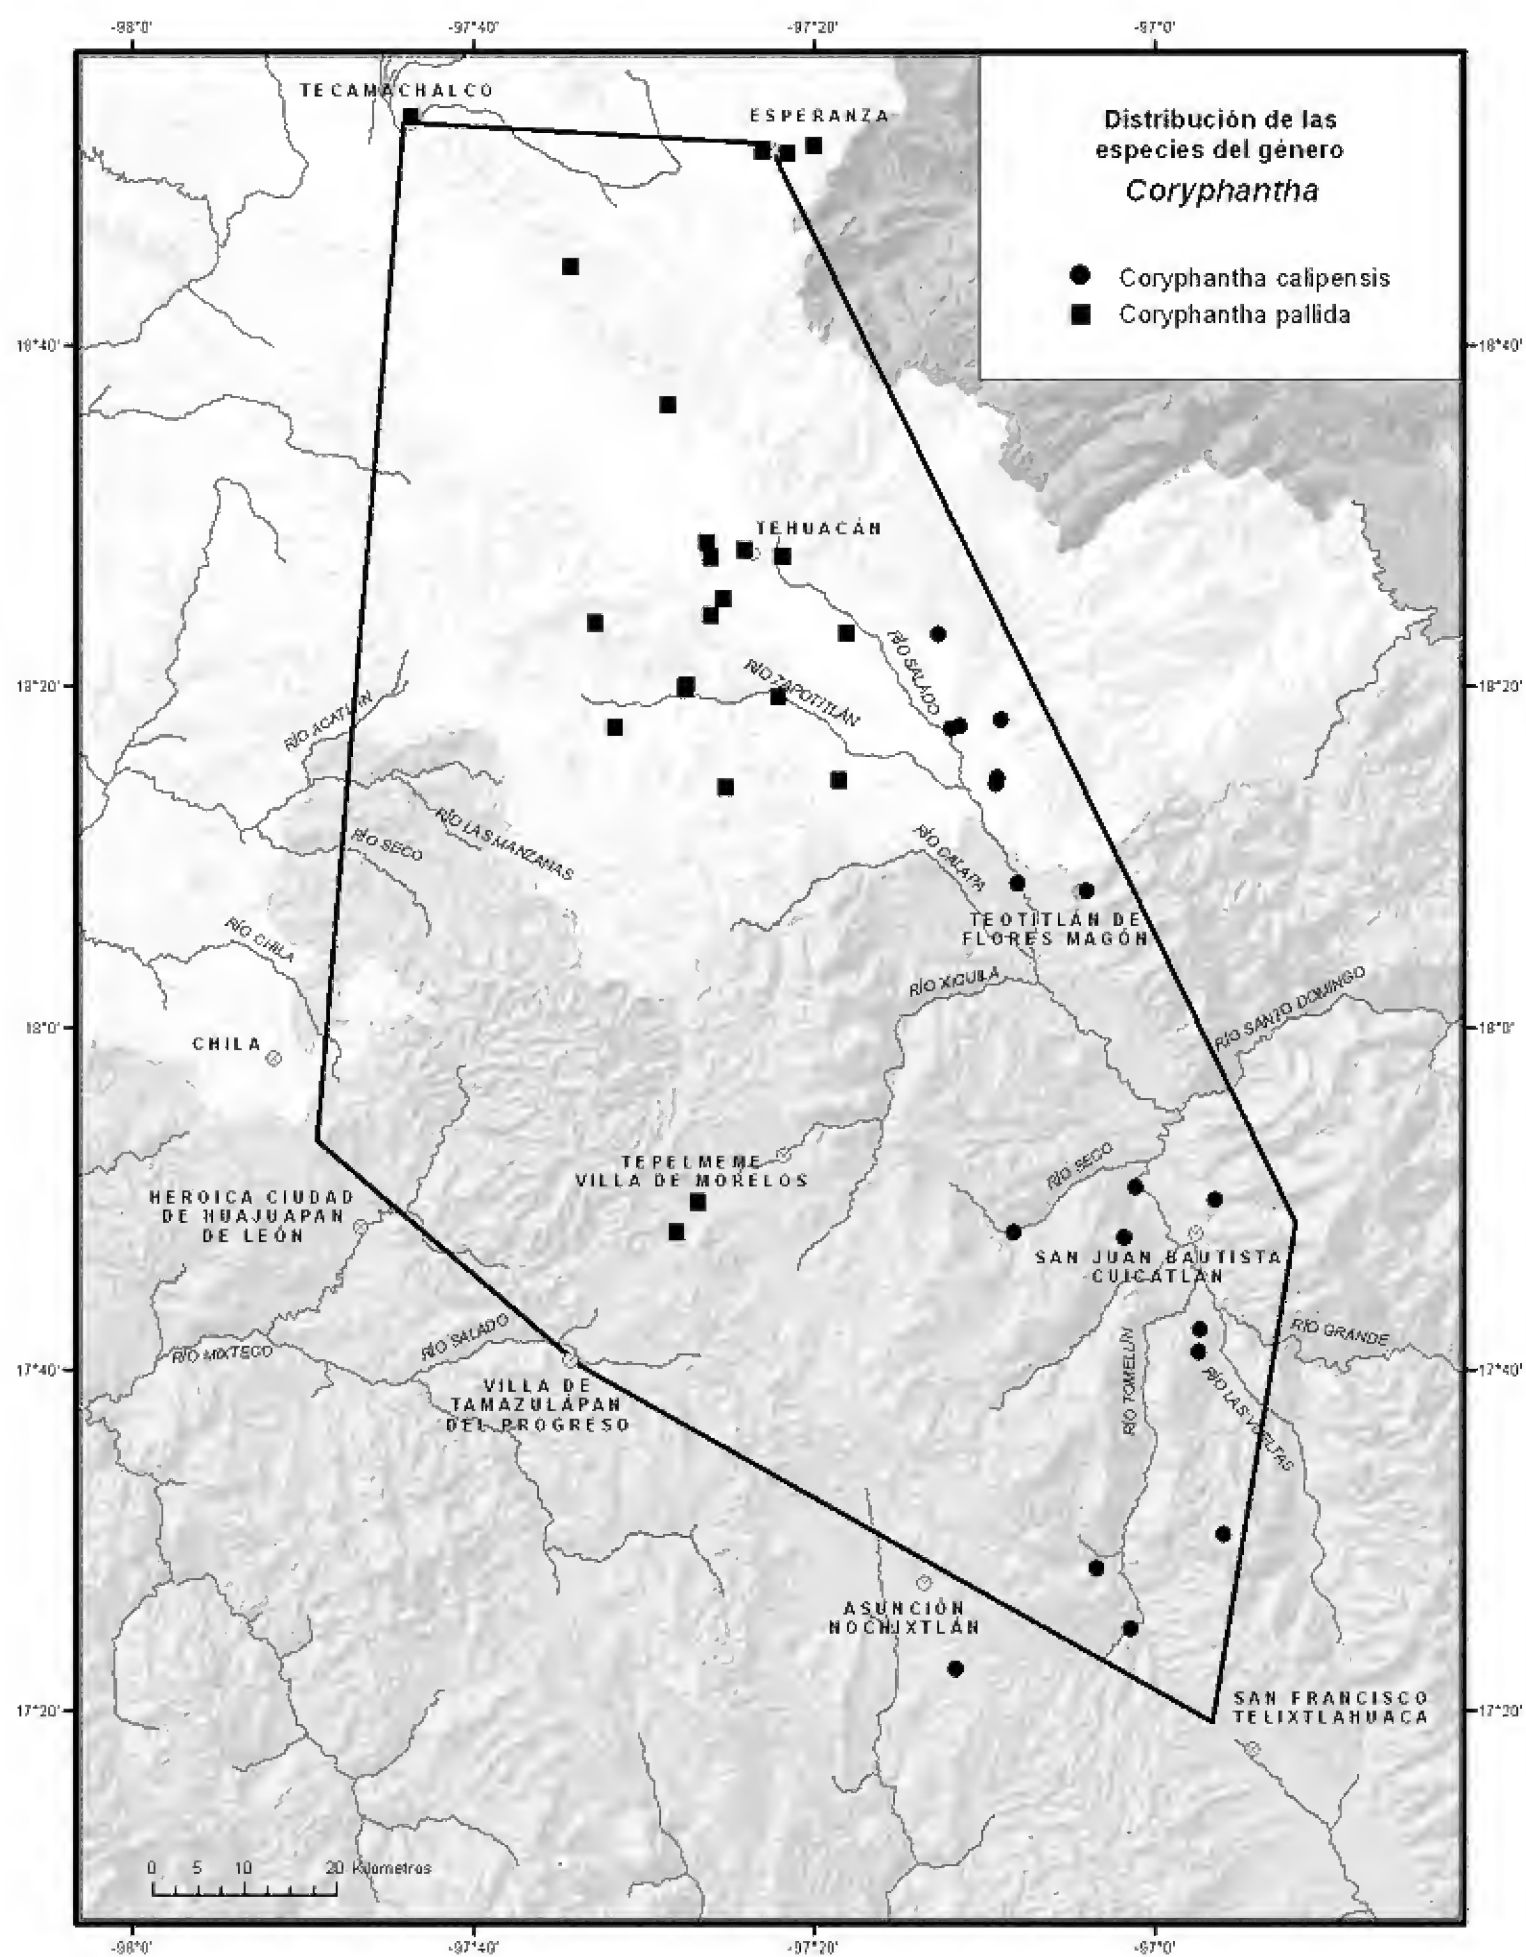 -98°0'
-97°40'
-97°20'
-97°0'
TECAMACHALCO
ESPERANZA
Distribución de las
especies del género
Coryphantha
Coryphantha calipensis
Coryphantha pallida
18°40'
18°40'
TEHUACÁN
RÍO SALADO
RÍO ZAPOTITLÁN
18°20'
18°20'
RÍO ACATLÁN
RÍO LAS MANZANAS
RÍO SECO
RÍO CALAPA
TEOTITLÁN DE
FLORES MAGÓN
RÍO CHILA
RÍO XIQUILA
RÍO SANTO DOMINGO
18°0'
18°0'
CHILA
RÍO SECO
TEPELMEME
VILLA DE MORELOS
HEROICA CIUDAD
DE HUAJUAPAN
DE LEÓN
SAN JUAN BAUTISTA
CUICATLÁN
RÍO SALADO
RÍO MIXTECO
RÍO GRANDE
RÍO TOMELLÍN
RÍO LAS VUELTAS
17°40'
17°40'
VILLA DE
TAMAZULÁPAN
DEL PROGRESO
ASUNCIÓN
NOCHIXTLÁN
SAN FRANCISCO
TELIXTLAHUACA
17°20'
17°20'
0 5 10 20 Kilometros
-98°0'
-97°40'
-97°20'
-97°0'